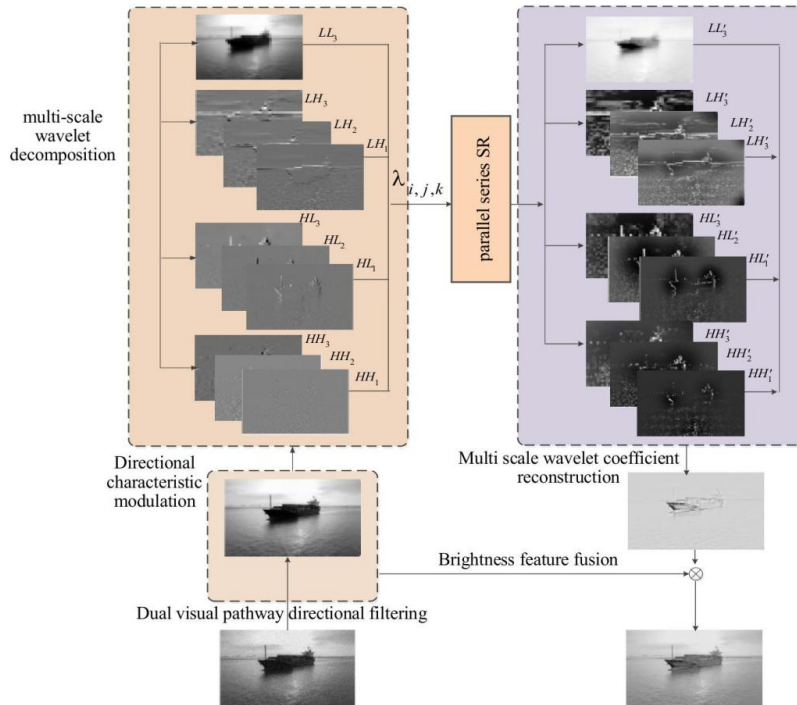 multi-scale
wavelet
decomposition
LL₃
LH₃
LH₂
LH₁
HL₃
HL₂
HL₁
HH₃
HH₂
HH₁
λ i, j, k
parallel series SR
LL′₃
LH′₃
LH′₂
LH′₃
HL′₃
HL′₂
HL′₁
HH′₃
HH′₂
HH′₁
Directional
characteristic
modulation
Multi scale wavelet coefficient
reconstruction
Brightness feature fusion
Dual visual pathway directional filtering